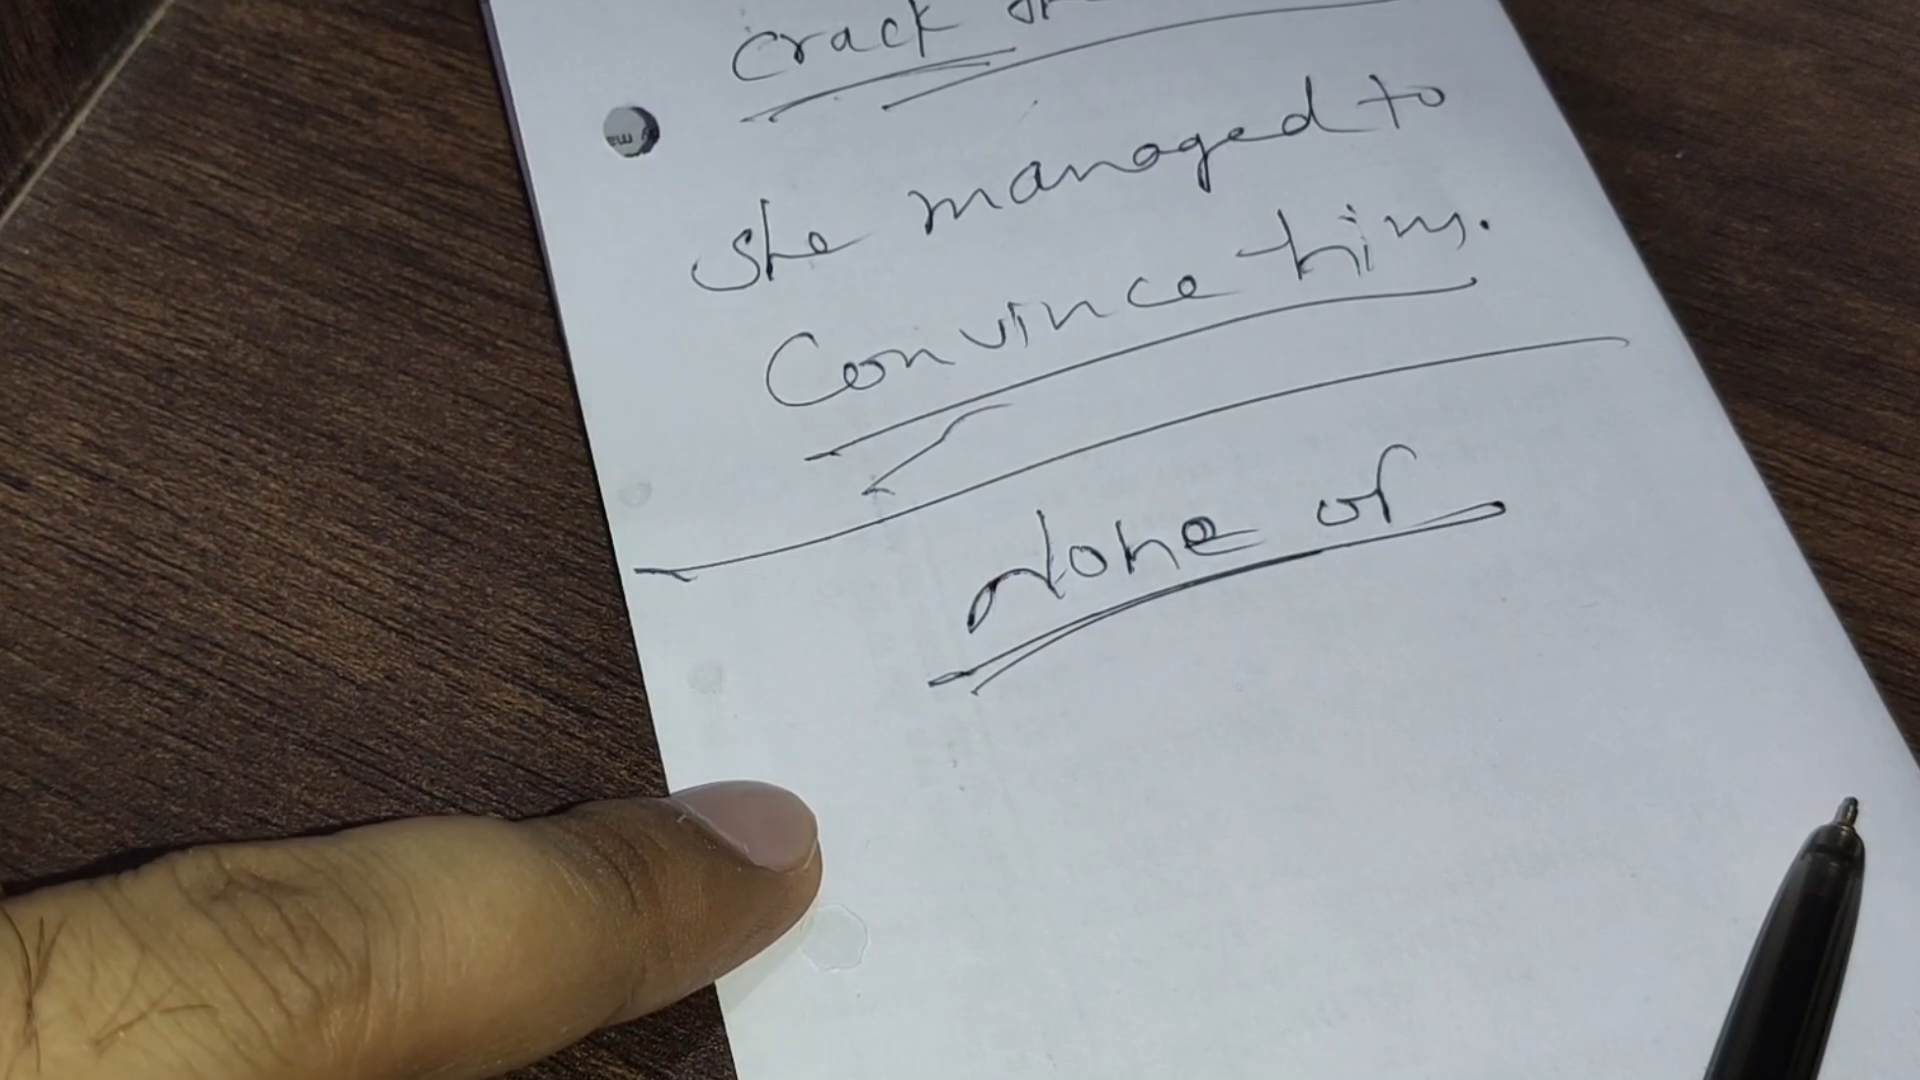 crack
She managed to
Convince him.
None of